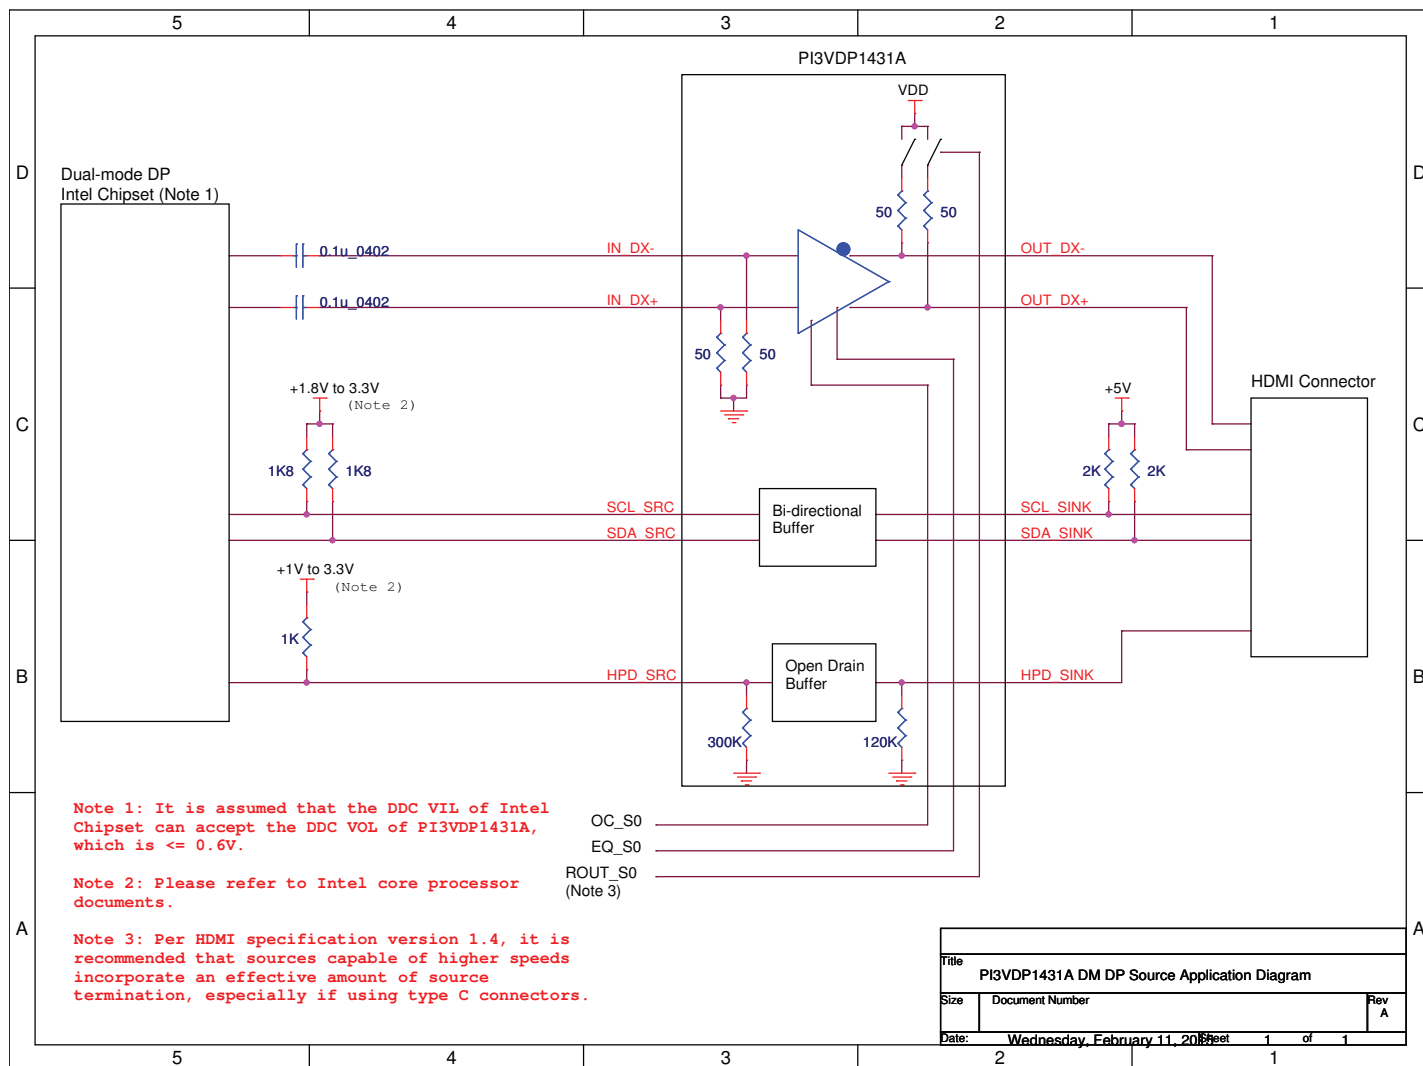 5 4 3 2 1
PI3VDP1431A
VDD
D D
Dual-mode DP
Intel Chipset (Note 1)
50 50
0.1u_0402 IN_DX- OUT_DX-
0.1u_0402 IN_DX+ OUT_DX+
50 50
+1.8V to 3.3V
(Note 2)
+5V
HDMI Connector
C C
1K8 1K8
2K 2K
SCL_SRC
Bi-directional
Buffer
SCL_SINK
SDA_SRC SDA_SINK
+1V to 3.3V
(Note 2)
1K
B B
HPD_SRC
Open Drain
Buffer
HPD_SINK
300K 120K
Note 1: It is assumed that the DDC VIL of Intel
Chipset can accept the DDC VOL of PI3VDP1431A,
which is <= 0.6V.
Note 2: Please refer to Intel core processor
documents.
Note 3: Per HDMI specification version 1.4, it is
recommended that sources capable of higher speeds
incorporate an effective amount of source
termination, especially if using type C connectors.
OC_S0
EQ_S0
ROUT_S0
(Note 3)
A A
Title
PI3VDP1431A DM DP Source Application Diagram
Size Document Number Rev
A
Date: Wednesday, February 11, Sheet 1 of 1
5 4 3 2 1